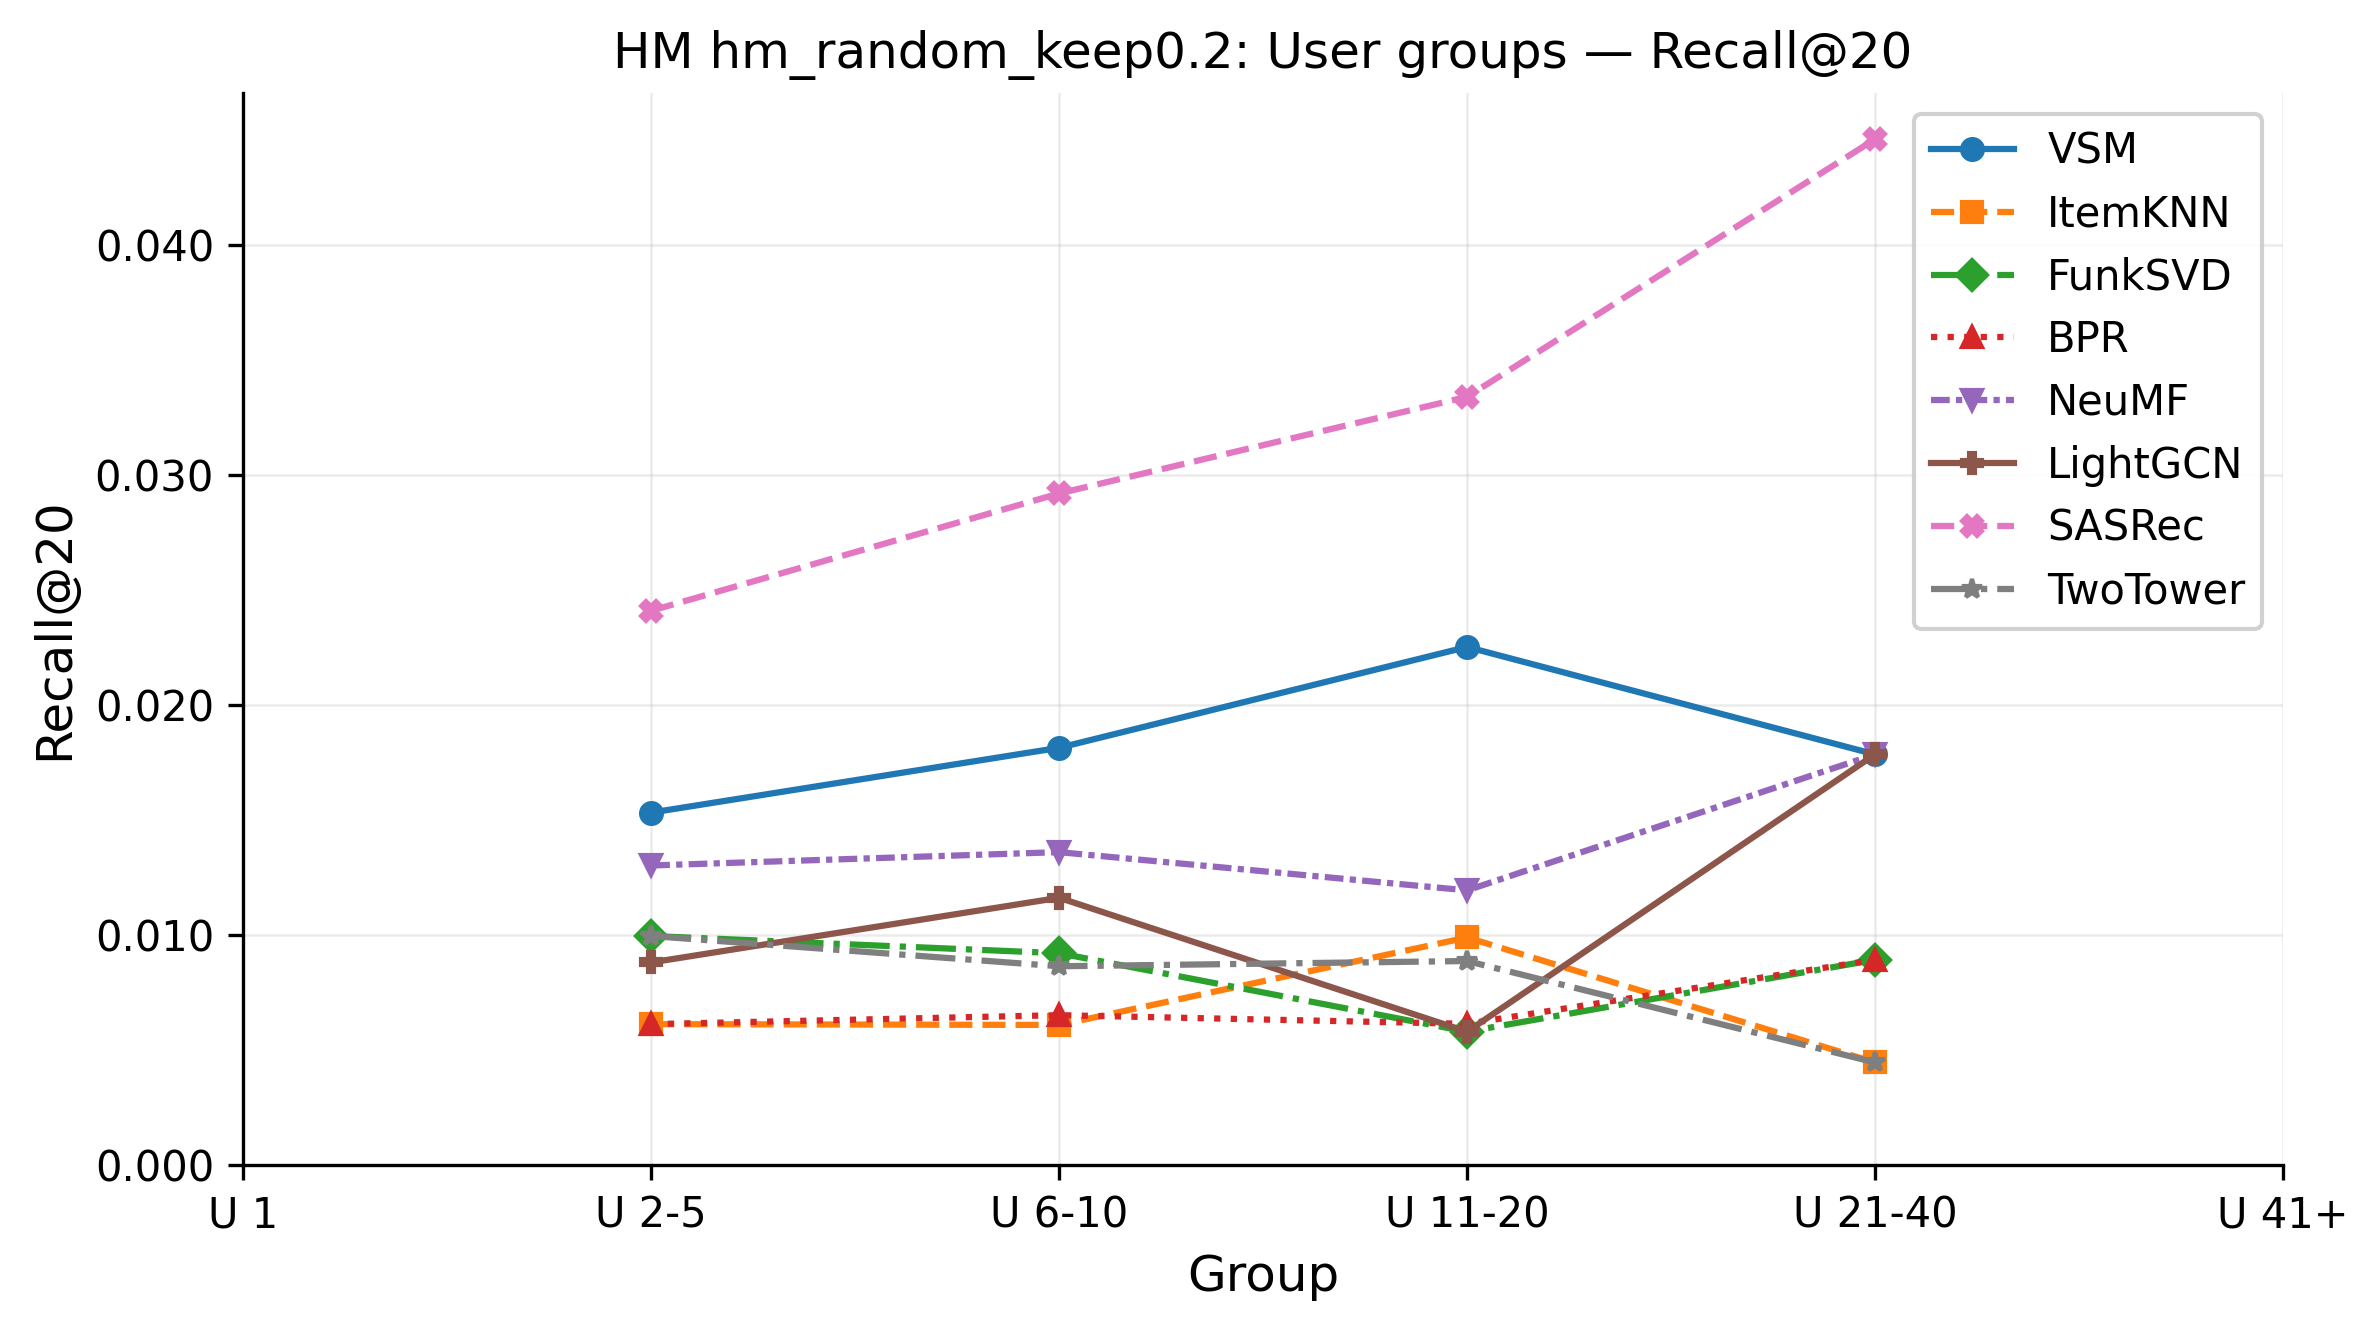 HM hm_random_keep0.2: User groups — Recall@20
Recall@20
0.040
0.030
0.020
0.010
0.000
U 1
U 2-5
U 6-10
U 11-20
U 21-40
U 41+
Group
VSM
ItemKNN
FunkSVD
BPR
NeuMF
LightGCN
SASRec
TwoTower